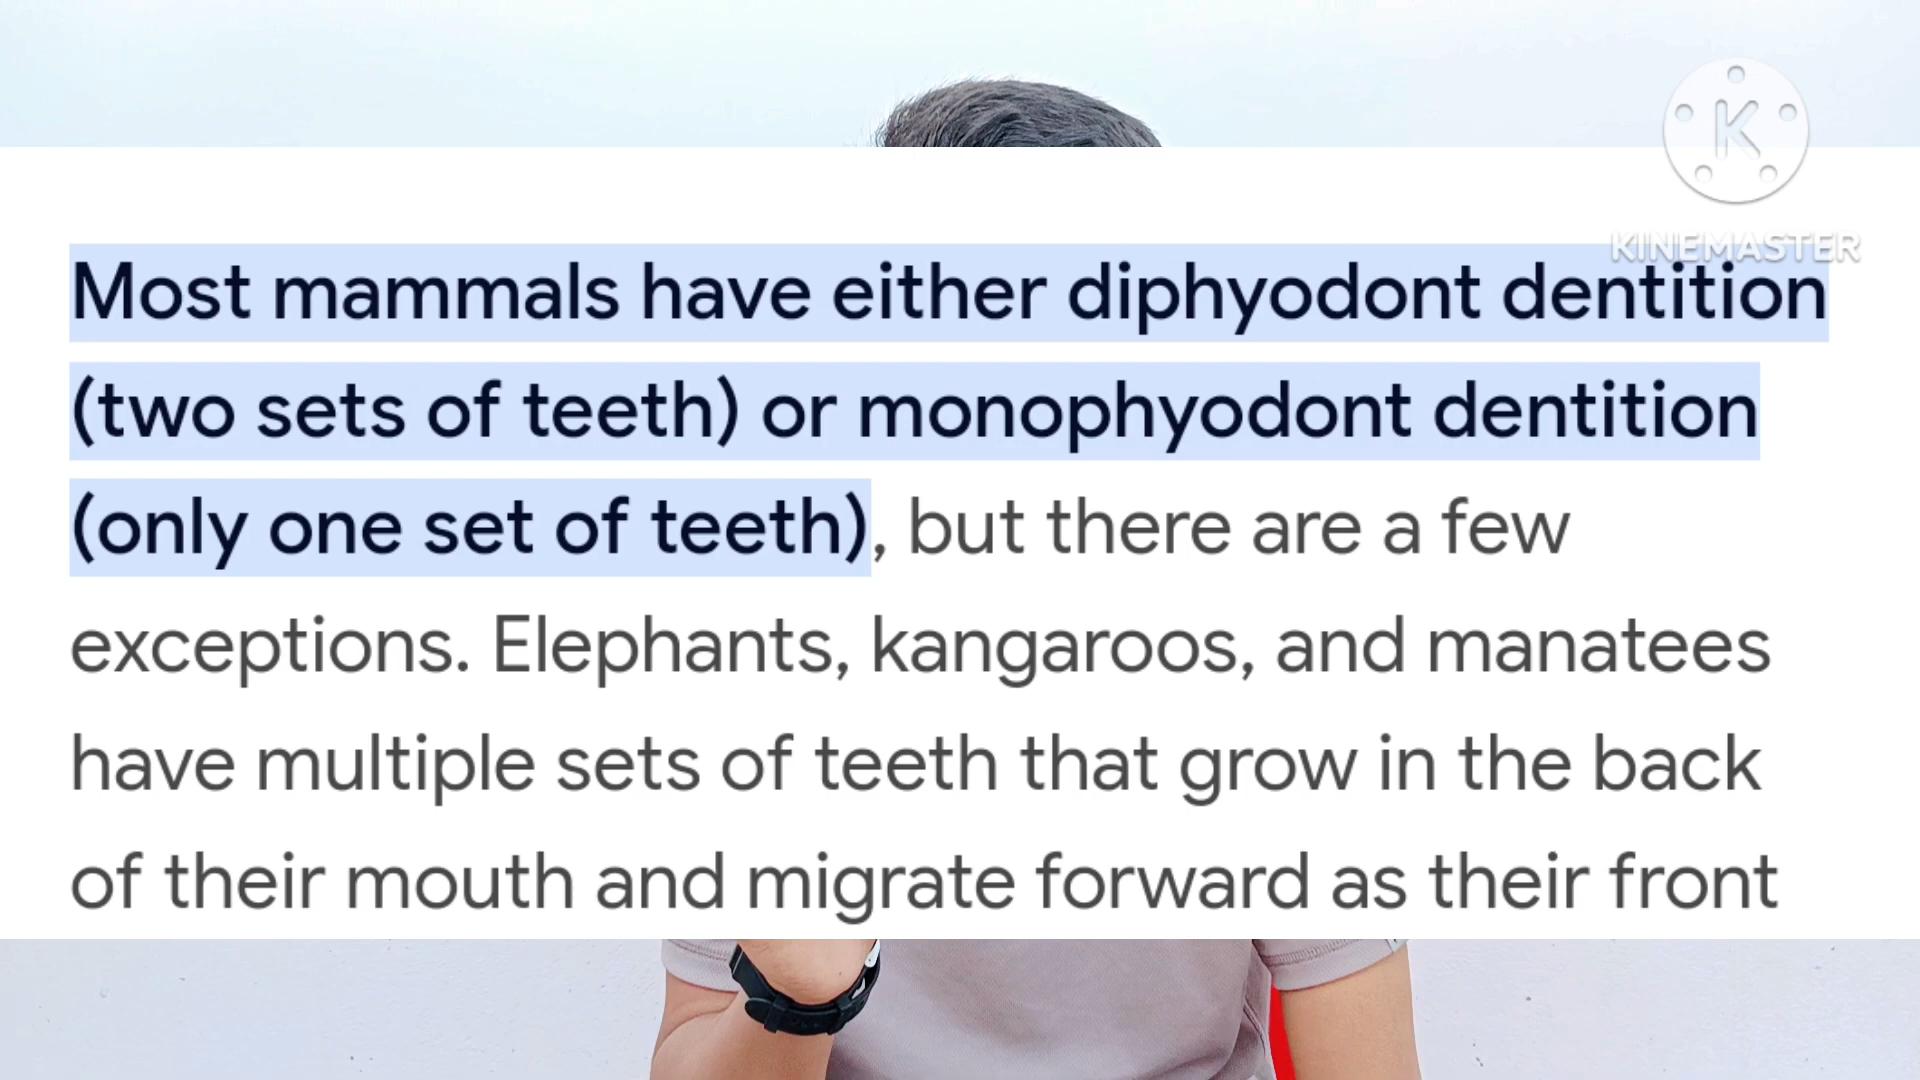 K
KINEMASTER
Most mammals have either diphyodont dentition
(two sets of teeth) or monophyodont dentition
(only one set of teeth), but there are a few
exceptions. Elephants, kangaroos, and manatees
have multiple sets of teeth that grow in the back
of their mouth and migrate forward as their front